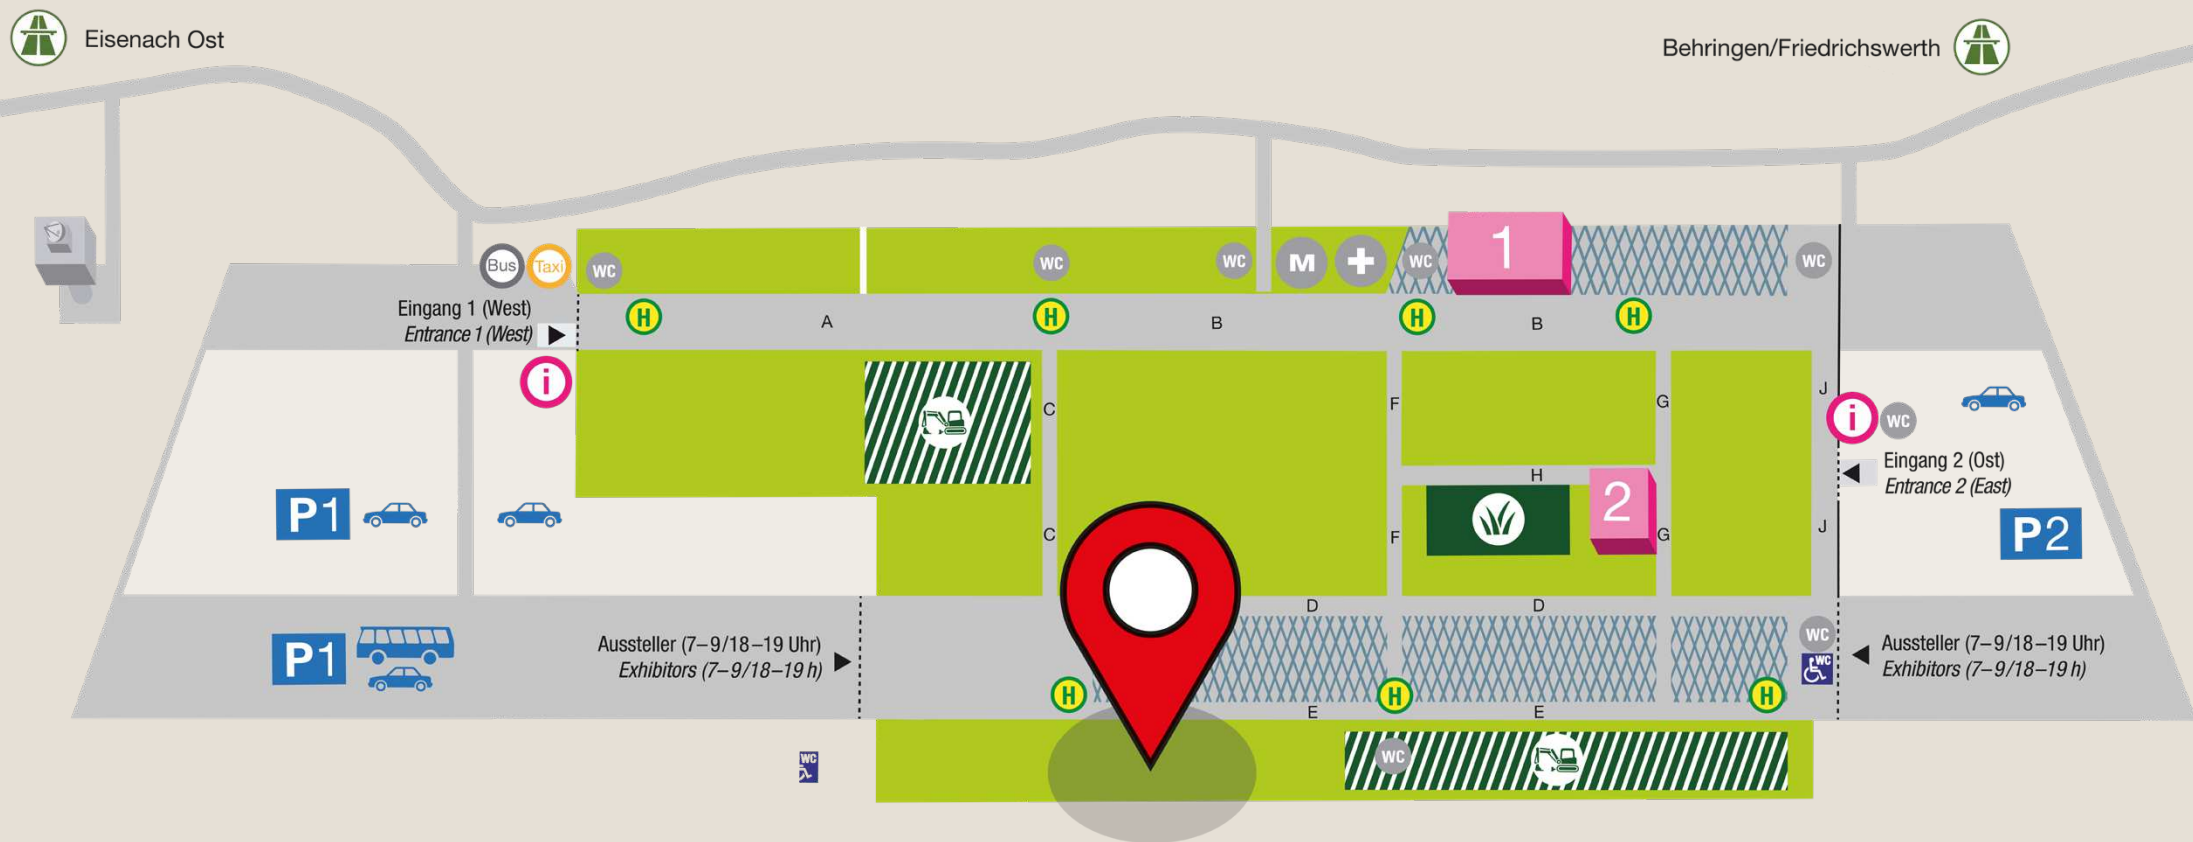 Eisenach Ost
Behringen/Friedrichswerth
Bus
Taxi
WC
WC
WC
M
WC
1
WC
Eingang 1 (West)
Entrance 1 (West)
H
A
H
B
H
B
H
i
C
F
G
J
i
WC
Eingang 2 (Ost)
Entrance 2 (East)
H
2
P1
C
F
G
J
P2
D
D
P1
Aussteller (7–9/18–19 Uhr)
Exhibitors (7–9/18–19 h)
WC
WC
Aussteller (7–9/18–19 Uhr)
Exhibitors (7–9/18–19 h)
H
H
H
E
E
WC
WC